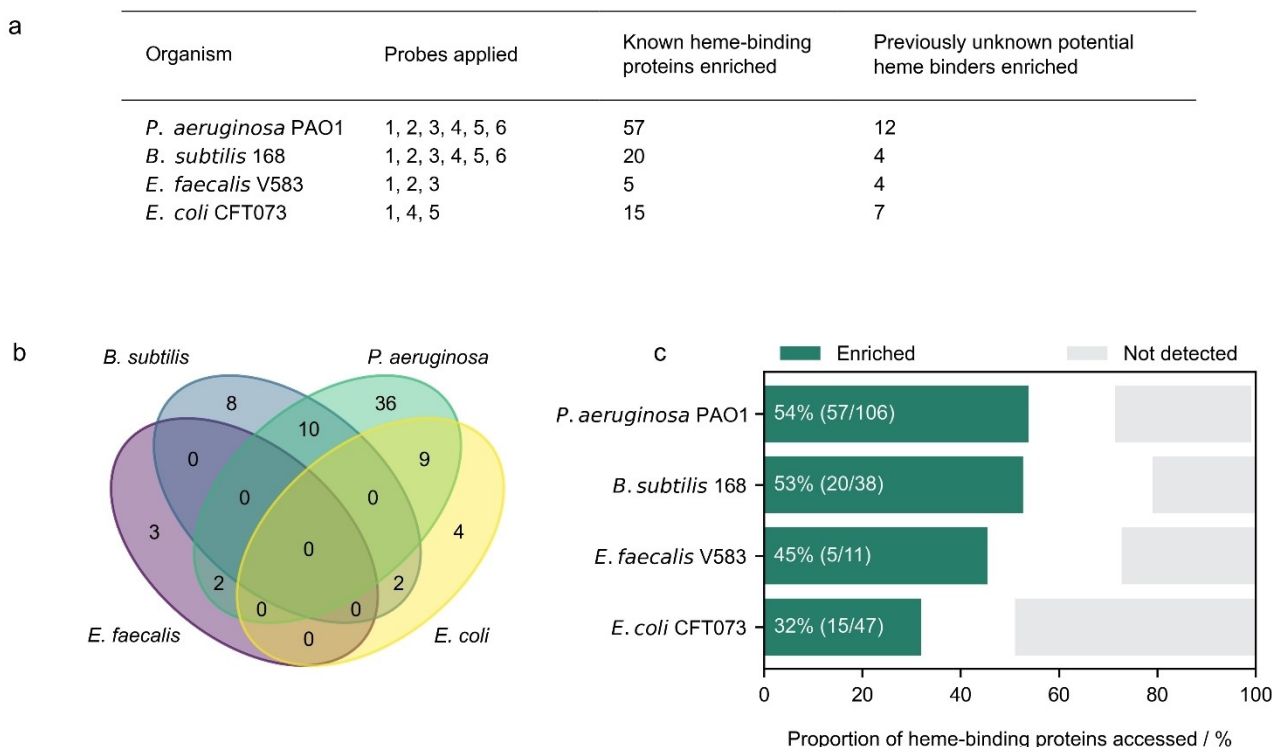 a
Organism Probes applied Known heme-binding proteins enriched Previously unknown potential heme binders enriched
P. aeruginosa PAO1 1, 2, 3, 4, 5, 6 57 12
B. subtilis 168 1, 2, 3, 4, 5, 6 20 4
E. faecalis V583 1, 2, 3 5 4
E. coli CFT073 1, 4, 5 15 7
b
B. subtilis P. aeruginosa
8 36
10
0 9
0 0
3 4
0
2 2
0 0
0
E. faecalis E. coli
c
Enriched Not detected
P. aeruginosa PAO1 54% (57/106)
B. subtilis 168 53% (20/38)
E. faecalis V583 45% (5/11)
E. coli CFT073 32% (15/47)
0 20 40 60 80 100
Proportion of heme-binding proteins accessed / %